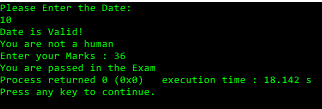 Please Enter the Date:
10
Date is Valid!
You are not a human
Enter your Marks : 36
You are passed in the Exam
Process returned 0 (0x0)   execution time : 18.142 s
Press any key to continue.